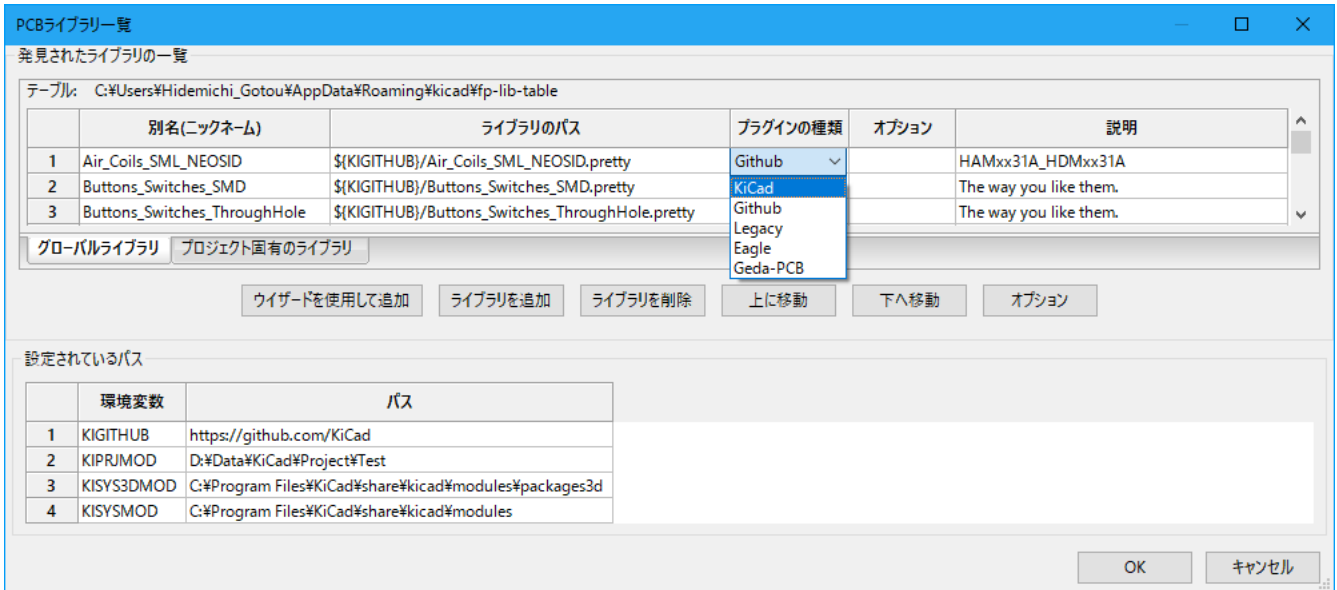 PCBライブラリ一覧
発見されたライブラリの一覧
テーブル: C:¥Users¥Hidemichi_Gotou¥AppData¥Roaming¥kicad¥fp-lib-table
別名(ニックネーム) ライブラリのパス プラグインの種類 オプション 説明
1 Air_Coils_SML_NEOSID ${KIGITHUB}/Air_Coils_SML_NEOSID.pretty Github HAMxx31A_HDMxx31A
2 Buttons_Switches_SMD ${KIGITHUB}/Buttons_Switches_SMD.pretty The way you like them.
3 Buttons_Switches_ThroughHole ${KIGITHUB}/Buttons_Switches_ThroughHole.pretty The way you like them.
KiCad
Github
Legacy
Eagle
Geda-PCB
グローバルライブラリ プロジェクト固有のライブラリ
ウイザードを使用して追加 ライブラリを追加 ライブラリを削除 上に移動 下へ移動 オプション
設定されているパス
環境変数 パス
1 KIGITHUB https://github.com/KiCad
2 KIPRJMOD D:¥Data¥KiCad¥Project¥Test
3 KISYS3DMOD C:¥Program Files¥KiCad¥share¥kicad¥modules¥packages3d
4 KISYSMOD C:¥Program Files¥KiCad¥share¥kicad¥modules
OK キャンセル